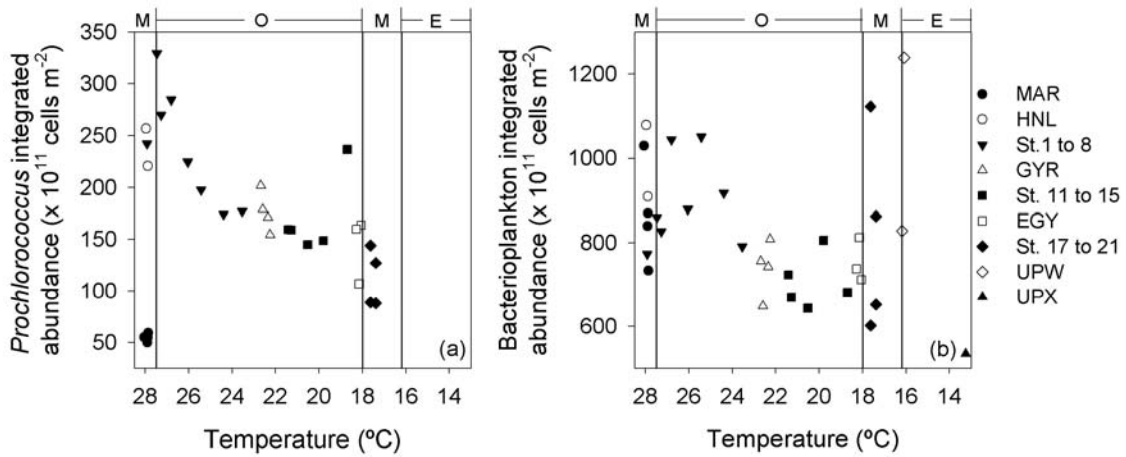 M O M E
350
300
250
200
150
100
50
Prochlorococcus integrated
abundance (x 10¹¹ cells m⁻²)
(a)
28 26 24 22 20 18 16 14
Temperature (ºC)
M O M E
1200
1000
800
600
Bacterioplankton integrated
abundance (x 10¹¹ cells m⁻²)
(b)
28 26 24 22 20 18 16 14
Temperature (ºC)
MAR
HNL
St.1 to 8
GYR
St. 11 to 15
EGY
St. 17 to 21
UPW
UPX